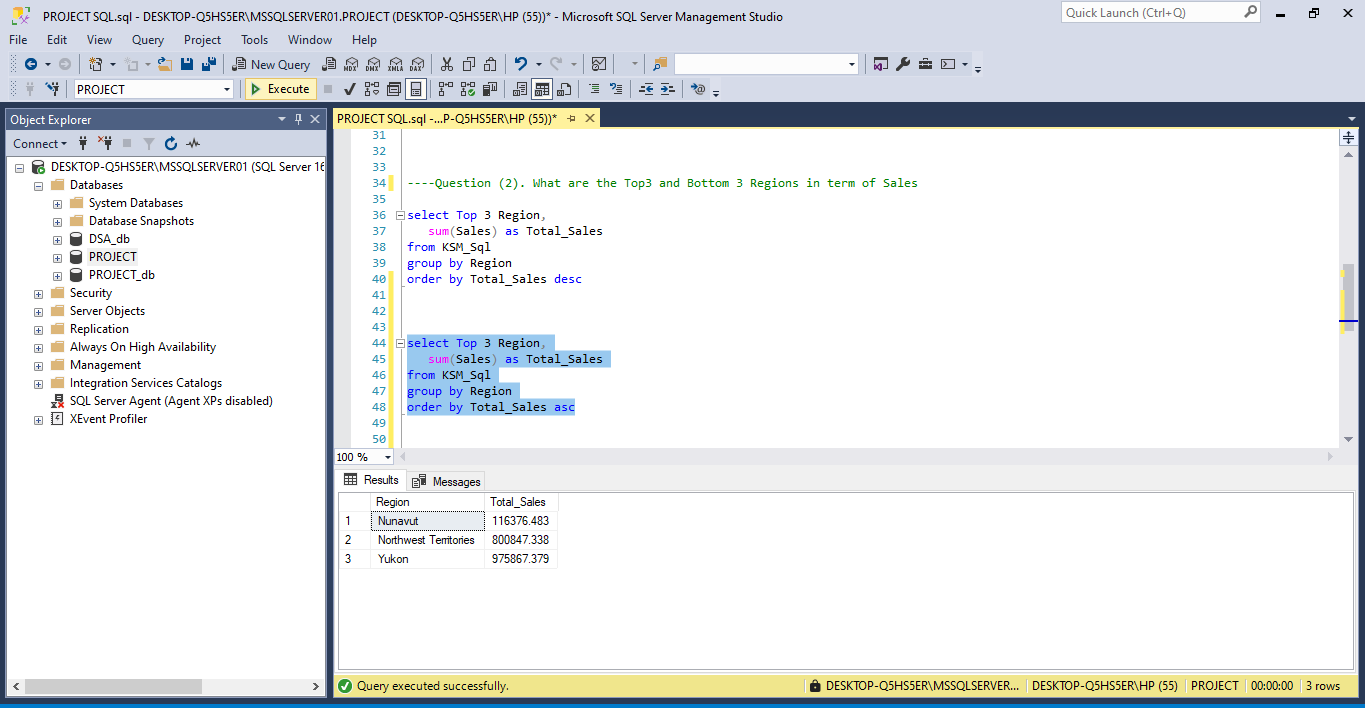 PROJECT SQL.sql - DESKTOP-Q5HS5ER\MSSQLSERVER01.PROJECT (DESKTOP-Q5HS5ER\HP (55))* - Microsoft SQL Server Management Studio
Quick Launch (Ctrl+Q)
File Edit View Query Project Tools Window Help
New Query MDX DMX XMLA DAX
PROJECT Execute
Object Explorer
Connect
DESKTOP-Q5HS5ER\MSSQLSERVER01 (SQL Server 16
Databases
System Databases
Database Snapshots
DSA_db
PROJECT
PROJECT_db
Security
Server Objects
Replication
Always On High Availability
Management
Integration Services Catalogs
SQL Server Agent (Agent XPs disabled)
XEvent Profiler
PROJECT SQL.sql -...P-Q5HS5ER\HP (55))*
31
32
33
34 ----Question (2). What are the Top3 and Bottom 3 Regions in term of Sales
35
36 select Top 3 Region,
37 sum(Sales) as Total_Sales
38 from KSM_Sql
39 group by Region
40 order by Total_Sales desc
41
42
43
44 select Top 3 Region,
45 sum(Sales) as Total_Sales
46 from KSM_Sql
47 group by Region
48 order by Total_Sales asc
49
50
100 %
Results Messages
Region Total_Sales
1 Nunavut 116376.483
2 Northwest Territories 800847.338
3 Yukon 975867.379
Query executed successfully. DESKTOP-Q5HS5ER\MSSQLSERVER... DESKTOP-Q5HS5ER\HP (55) PROJECT 00:00:00 3 rows